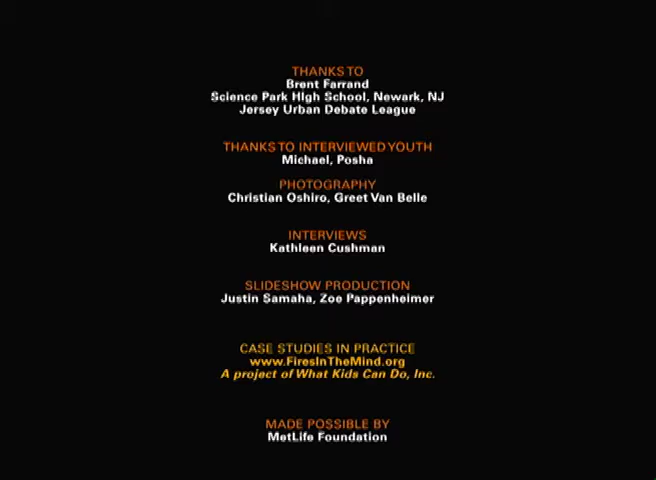 THANKS TO
Brent Farrand
Science Park High School, Newark, NJ
Jersey Urban Debate League
THANKS TO INTERVIEWED YOUTH
Michael, Posha
PHOTOGRAPHY
Christian Oshiro, Greet Van Belle
INTERVIEWS
Kathleen Cushman
SLIDESHOW PRODUCTION
Justin Samaha, Zoe Pappenheimer
CASE STUDIES IN PRACTICE
www.FiresInTheMind.org
A project of What Kids Can Do, Inc.
MADE POSSIBLE BY
MetLife Foundation